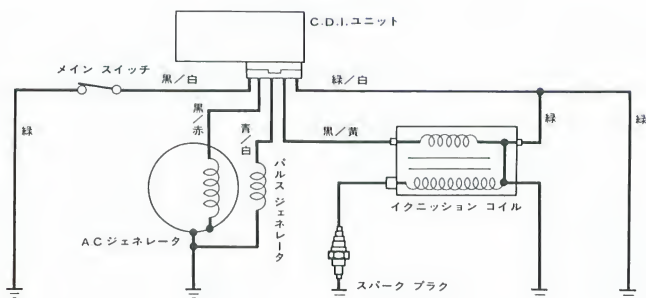 C.D.I.ユニット
メイン スイッチ
黒／白
緑／白
黒／赤
青／白
黒／黄
緑
緑
緑
パルス ジェネレータ
ACジェネレータ
イクニッション コイル
スパーク プラク